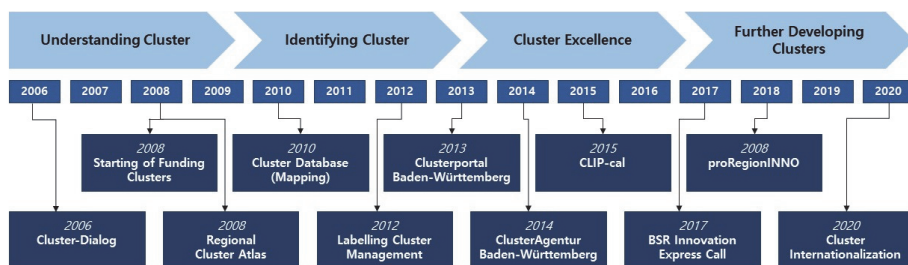 Understanding Cluster
Identifying Cluster
Cluster Excellence
Further Developing
Clusters
2006 2007 2008 2009 2010 2011 2012 2013 2014 2015 2016 2017 2018 2019 2020
2008
Starting of Funding
Clusters
2010
Cluster Database
(Mapping)
2013
Clusterportal
Baden-Württemberg
2015
CLIP-cal
2008
proRegionINNO
2006
Cluster-Dialog
2008
Regional
Cluster Atlas
2012
Labelling Cluster
Management
2014
ClusterAgentur
Baden-Württemberg
2017
BSR Innovation
Express Call
2020
Cluster
Internationalization